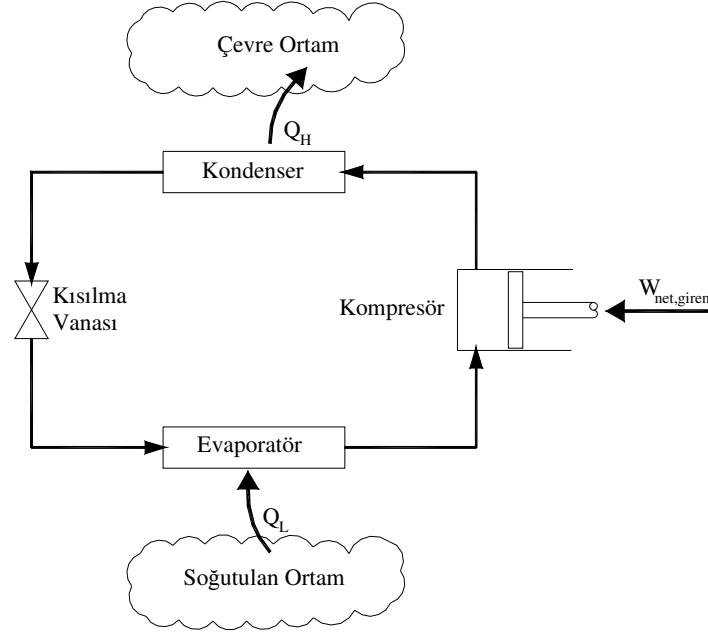 Çevre Ortam
Q_H
Kondenser
Kısılma
Vanası
Kompresör
W_net,giren
Evaporatör
Q_L
Soğutulan Ortam